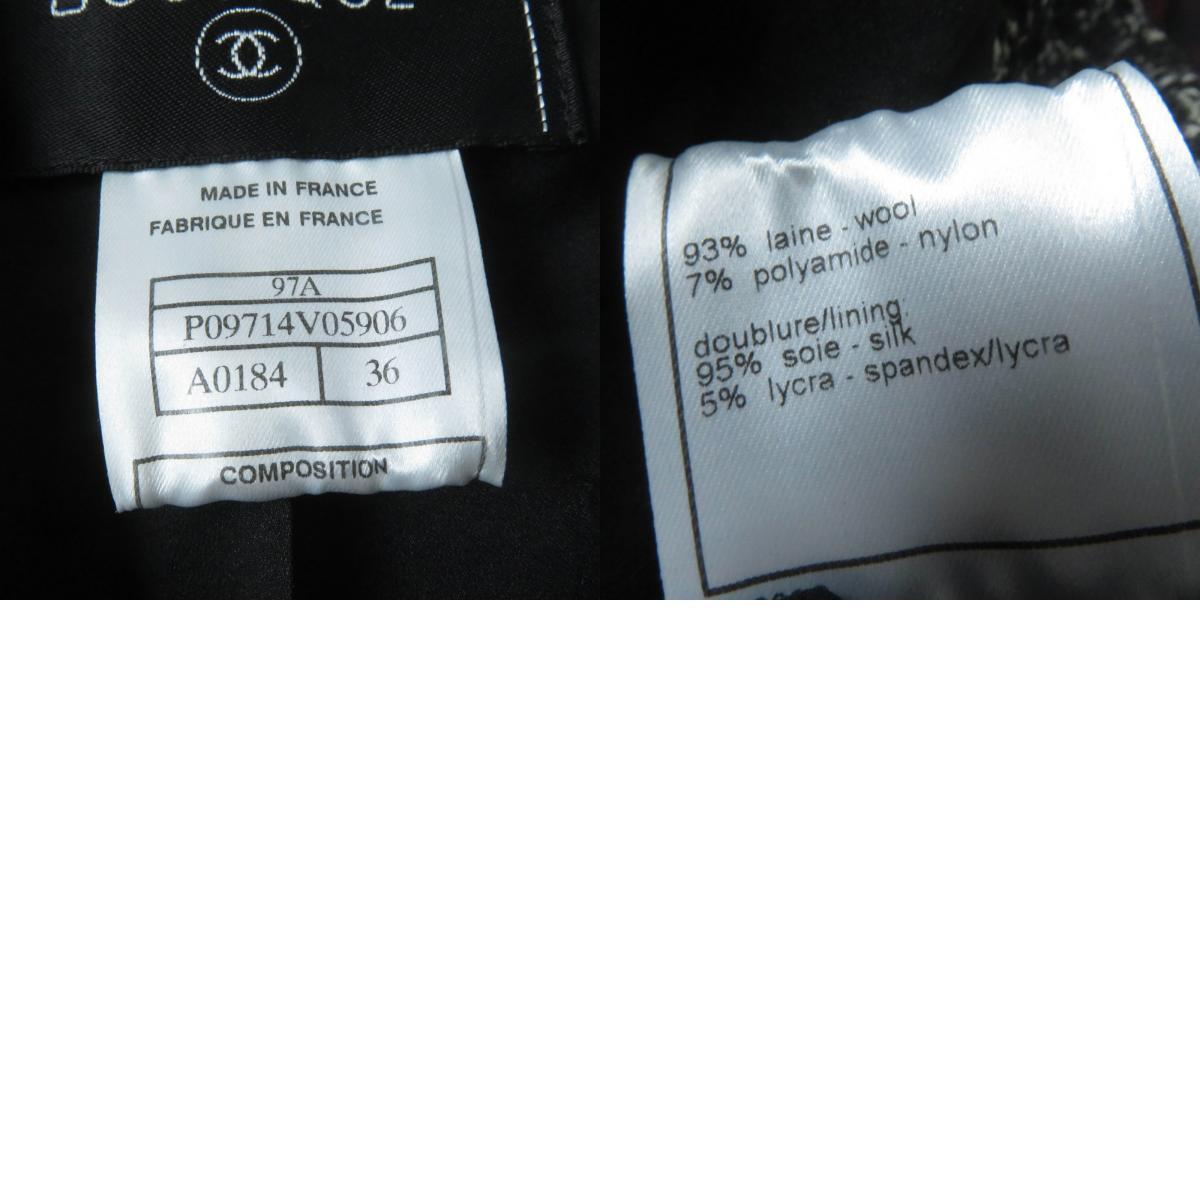 MADE IN FRANCE
FABRIQUE EN FRANCE
97A
P09714V05906
A0184 36
COMPOSITION
93% laine - wool
7% polyamide - nylon
doublure/lining
95% soie - silk
5% lycra - spandex/lycra